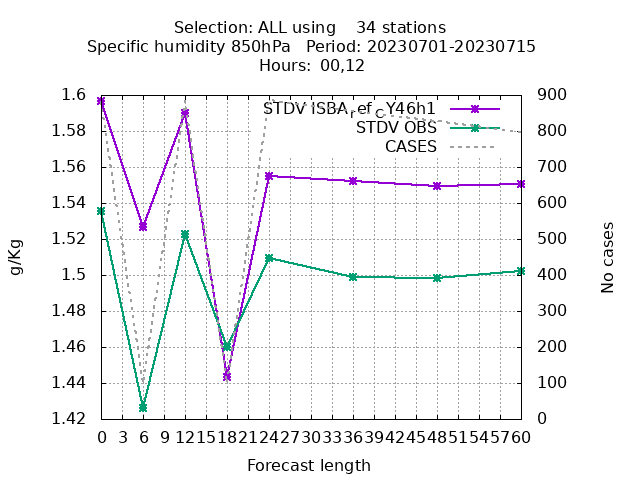 Selection: ALL using    34 stations
Specific humidity 850hPa   Period: 20230701-20230715
Hours:  00,12
STDV ISBA_ref_CY46h1
STDV OBS
CASES
1.6
1.58
1.56
1.54
1.52
1.5
1.48
1.46
1.44
1.42
g/Kg
900
800
700
600
500
400
300
200
100
0
No cases
0 3 6 9 12 15 18 21 24 27 30 33 36 39 42 45 48 51 54 57 60
Forecast length